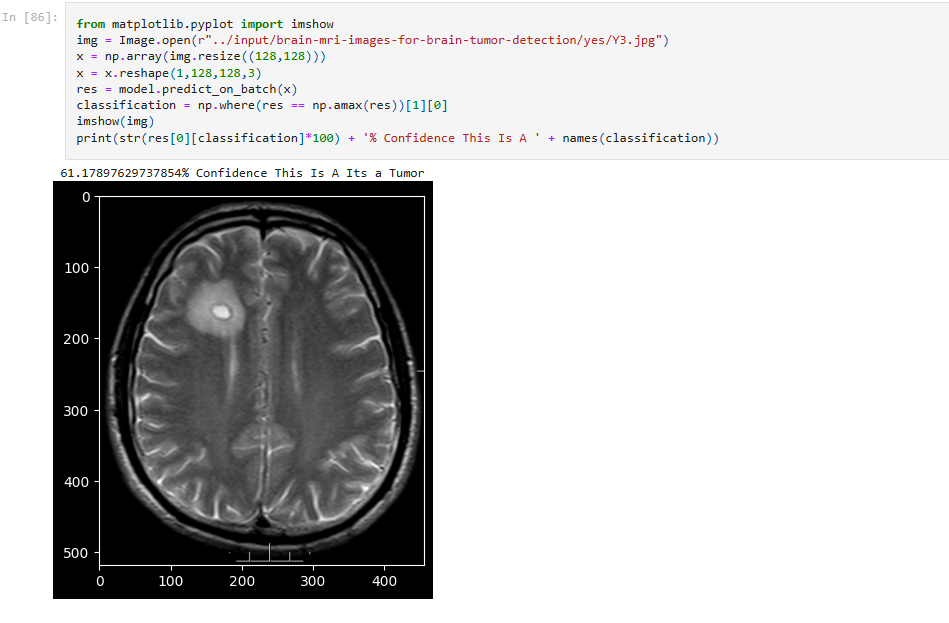 In [86]:
from matplotlib.pyplot import imshow
img = Image.open(r"../input/brain-mri-images-for-brain-tumor-detection/yes/Y3.jpg")
x = np.array(img.resize((128,128)))
x = x.reshape(1,128,128,3)
res = model.predict_on_batch(x)
classification = np.where(res == np.amax(res))[1][0]
imshow(img)
print(str(res[0][classification]*100) + '% Confidence This Is A ' + names(classification))
61.17897629737854% Confidence This Is A Its a Tumor
0
100
200
300
400
500
0 100 200 300 400